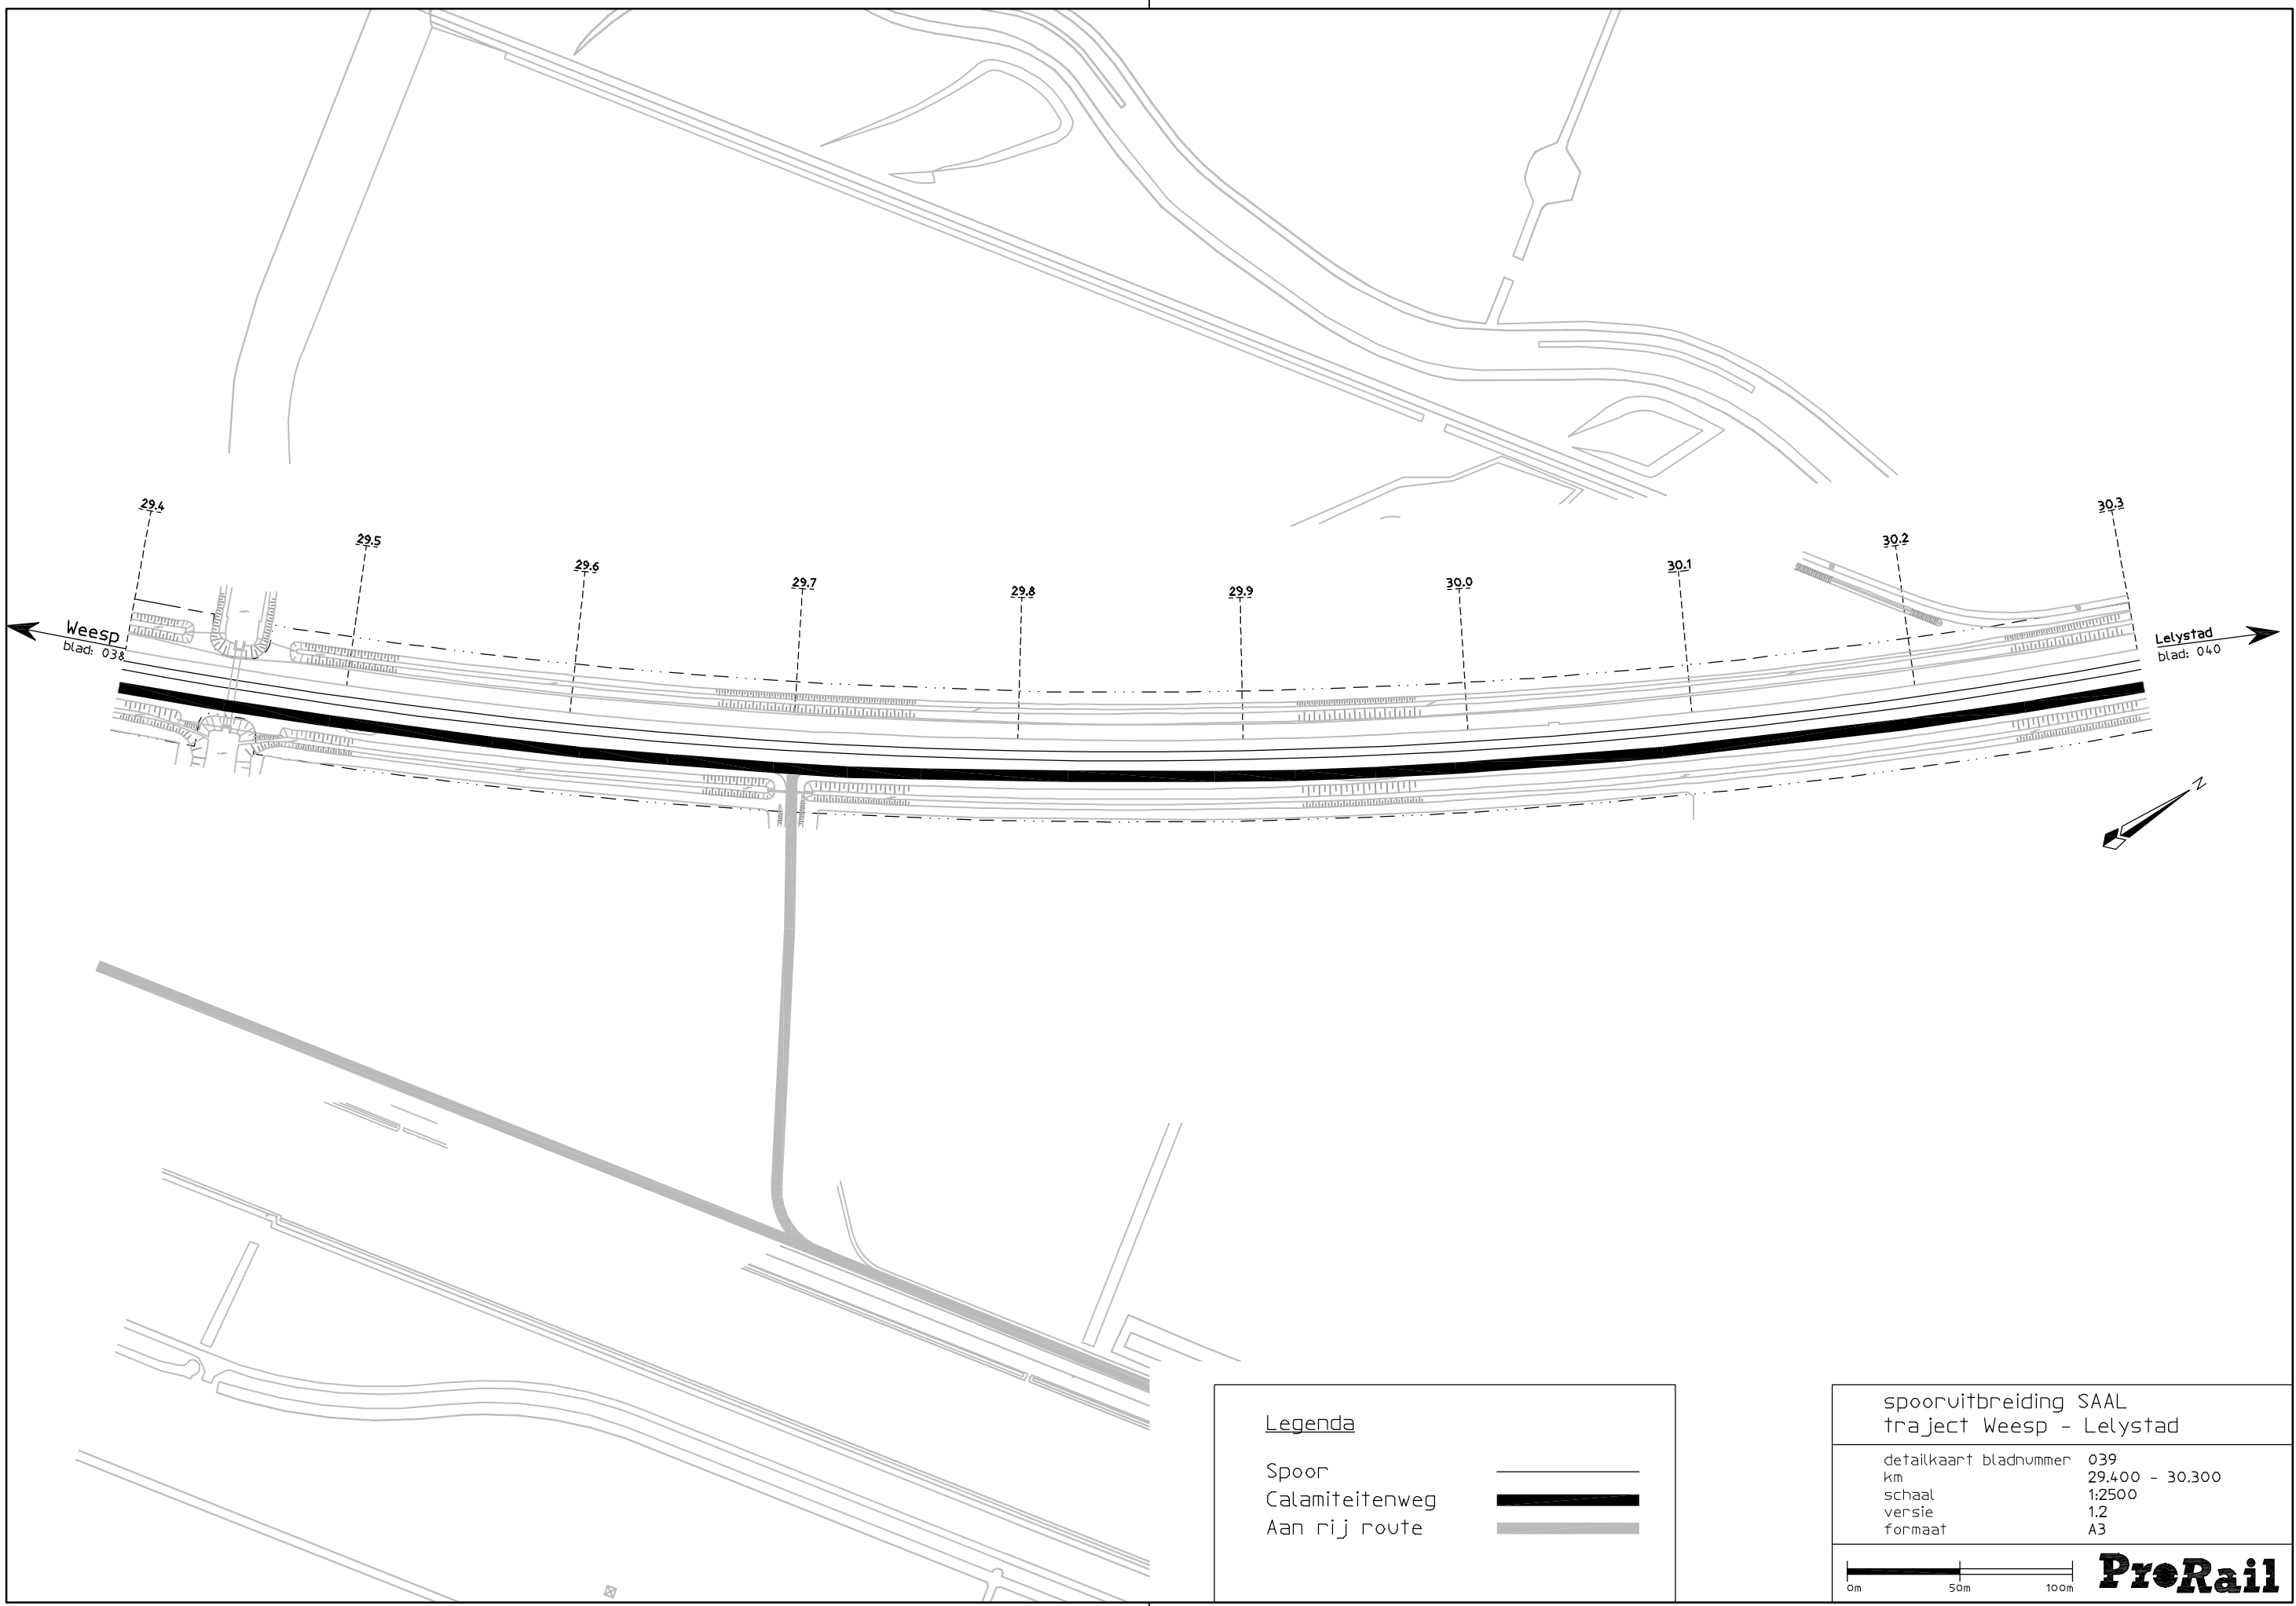 29.4
29.5
29.6
29.7
29.8
29.9
30.0
30.1
30.2
30.3
Weesp
blad: 038
Lelystad
blad: 040
N
Legenda
Spoor
Calamiteitenweg
Aan rij route
spooruitbreiding SAAL
traject Weesp - Lelystad
detailkaart bladnummer 039
km 29.400 - 30.300
schaal 1:2500
versie 1.2
formaat A3
0m 50m 100m
ProRail